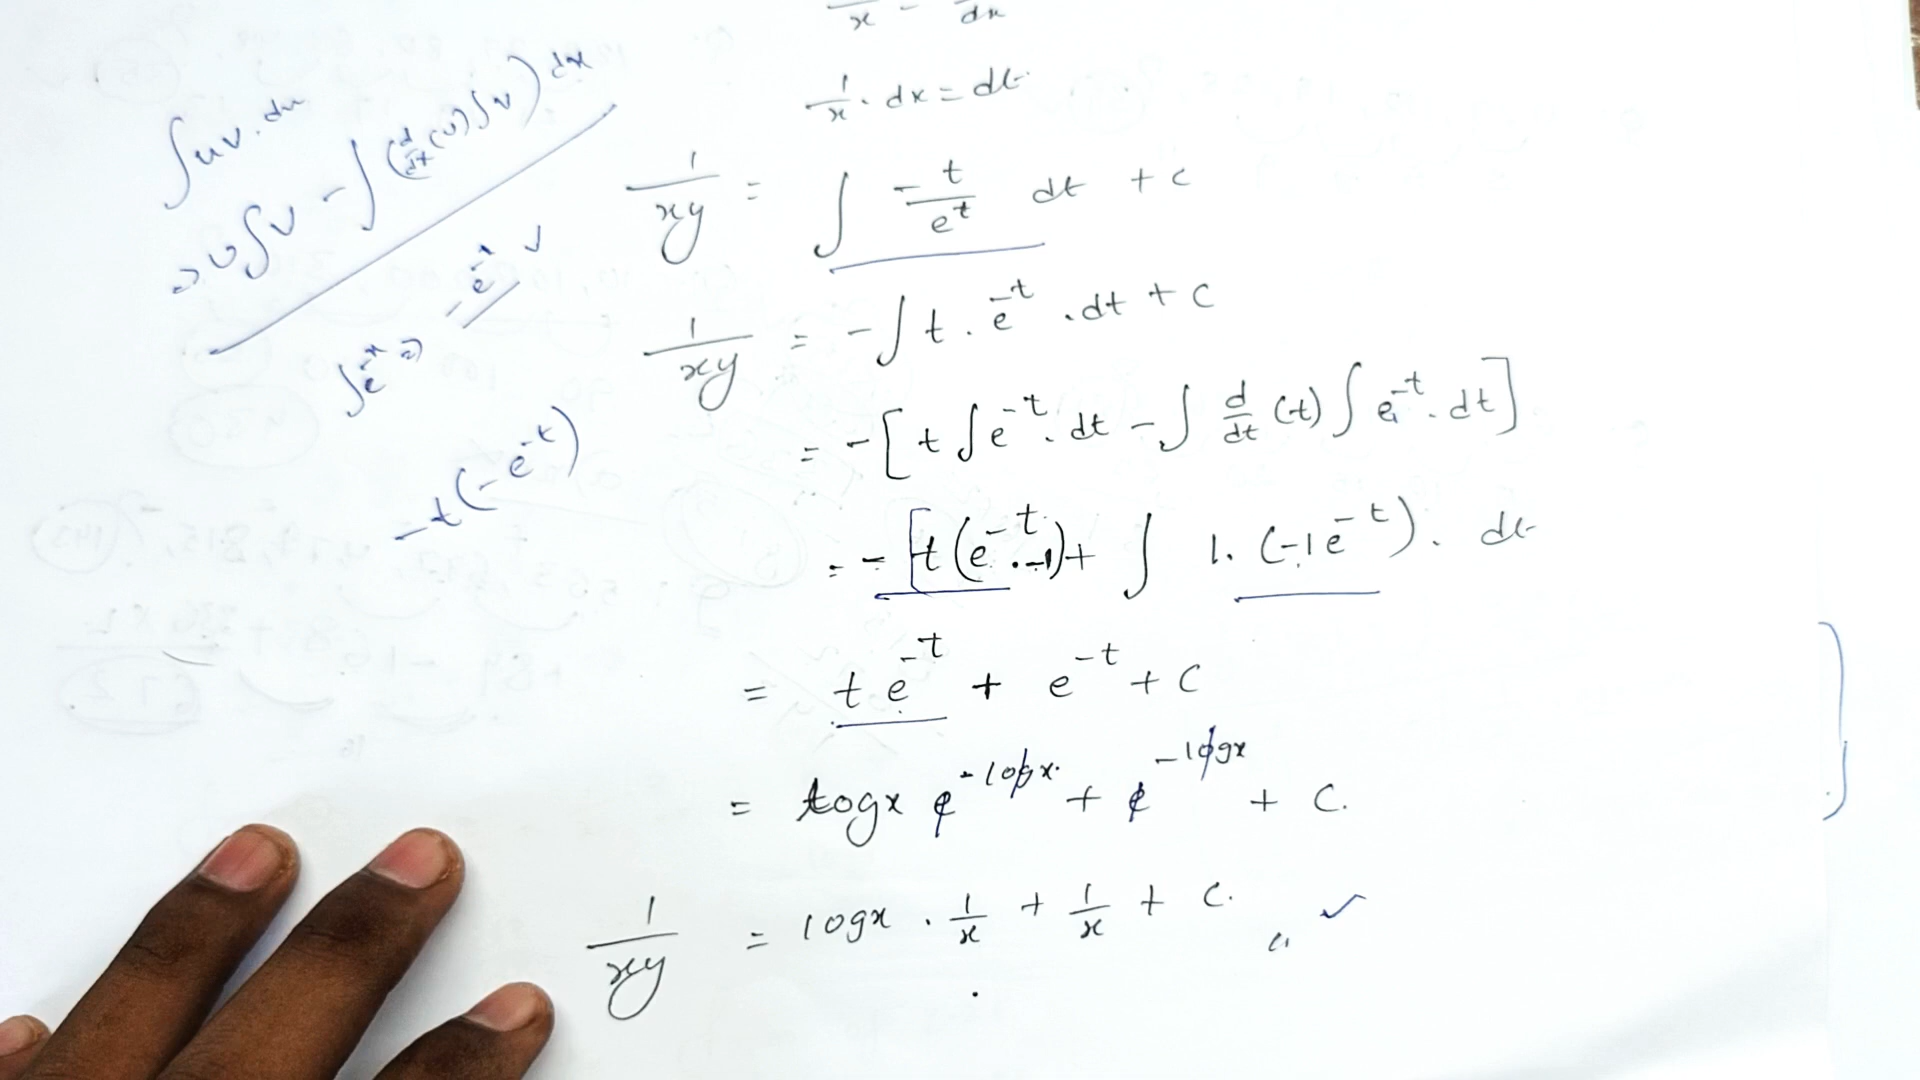 x - dx
1/x · dx = dt
∫uv.dx
=> u∫v - ∫(d/dx (u) ∫v) dx
1/xy = ∫ -t/e^t dt + c
∫e^-x => -e^-x ✓
1/xy = -∫ t . e^-t . dt + C
= -[t ∫e^-t. dt - ∫ d/dt (t) ∫ e^-t. dt]
-t(-e^-t)
= -[t(e^-t . -1) + ∫ 1. (-1e^-t). dt
= t e^-t + e^-t + C
= logx e^-logx. + e^-logx + C.
1/xy = logx . 1/x + 1/x + C. ✓